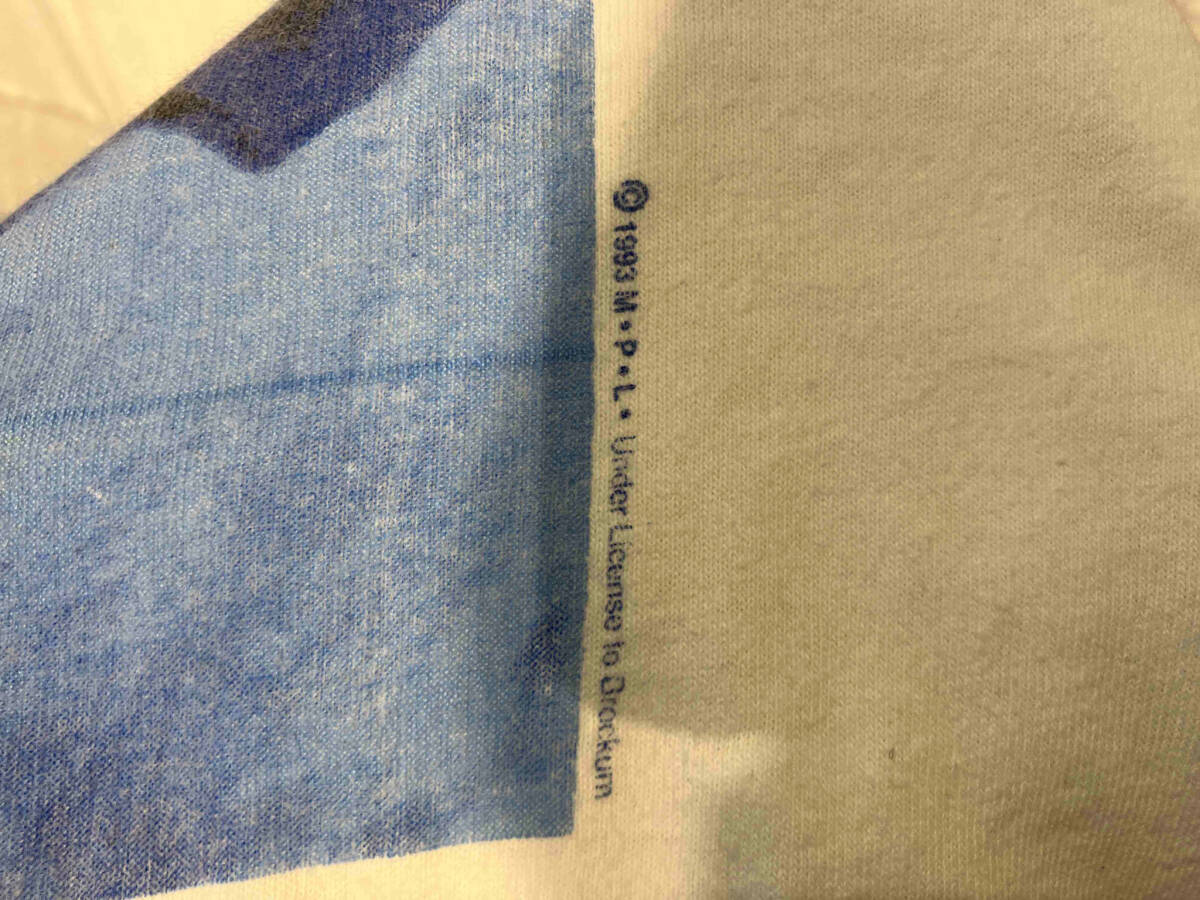 © 1993 M•P•L• Under License to Brockum